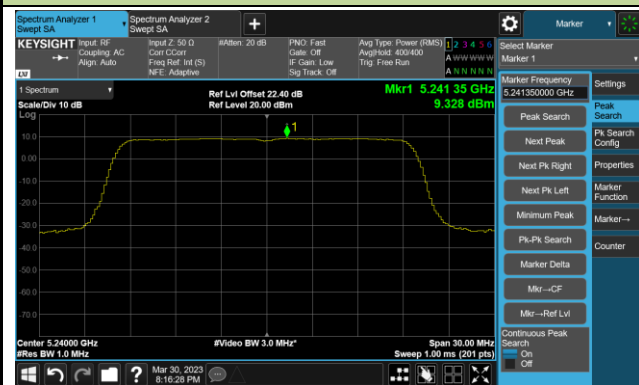 Spectrum Analyzer 1
Swept SA
Spectrum Analyzer 2
Swept SA
+
Marker
KEYSIGHT
Input: RF
Coupling: AC
Align: Auto
Input Z: 50 Ω
Corr CCorr
Freq Ref: Int (S)
NFE: Adaptive
#Atten: 20 dB
PNO: Fast
Gate: Off
IF Gain: Low
Sig Track: Off
Avg Type: Power (RMS)
Avg|Hold: 400/400
Trig: Free Run
1 2 3 4 5 6
A W W W W W
A N N N N N
LXI
Select Marker
Marker 1
1 Spectrum
Scale/Div 10 dB
Log
Ref Lvl Offset 22.40 dB
Ref Level 20.00 dBm
Mkr1 5.241 35 GHz
9.328 dBm
1
10.0
0.00
-10.0
-20.0
-30.0
-40.0
-50.0
-60.0
-70.0
Center 5.24000 GHz
#Res BW 1.0 MHz
#Video BW 3.0 MHz*
Span 30.00 MHz
Sweep 1.00 ms (201 pts)
Marker Frequency
5.241350000 GHz
Peak Search
Next Peak
Next Pk Right
Next Pk Left
Minimum Peak
Pk-Pk Search
Marker Delta
Mkr→CF
Mkr→Ref Lvl
Continuous Peak
Search
On
Off
Settings
Peak
Search
Pk Search
Config
Properties
Marker
Function
Marker→
Counter
?
Mar 30, 2023
8:16:28 PM